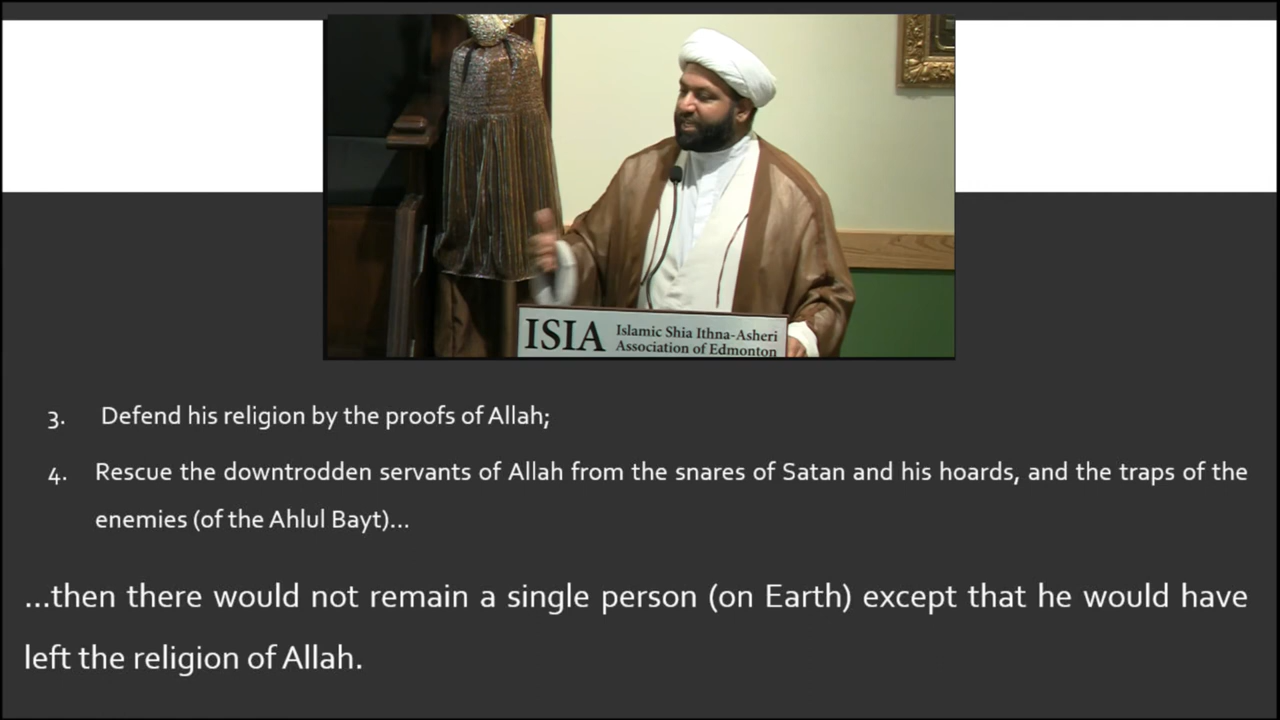 ISIA Islamic Shia Ithna-Asheri
Association of Edmonton
3. Defend his religion by the proofs of Allah;
4. Rescue the downtrodden servants of Allah from the snares of Satan and his hoards, and the traps of the
enemies (of the Ahlul Bayt)...
...then there would not remain a single person (on Earth) except that he would have
left the religion of Allah.